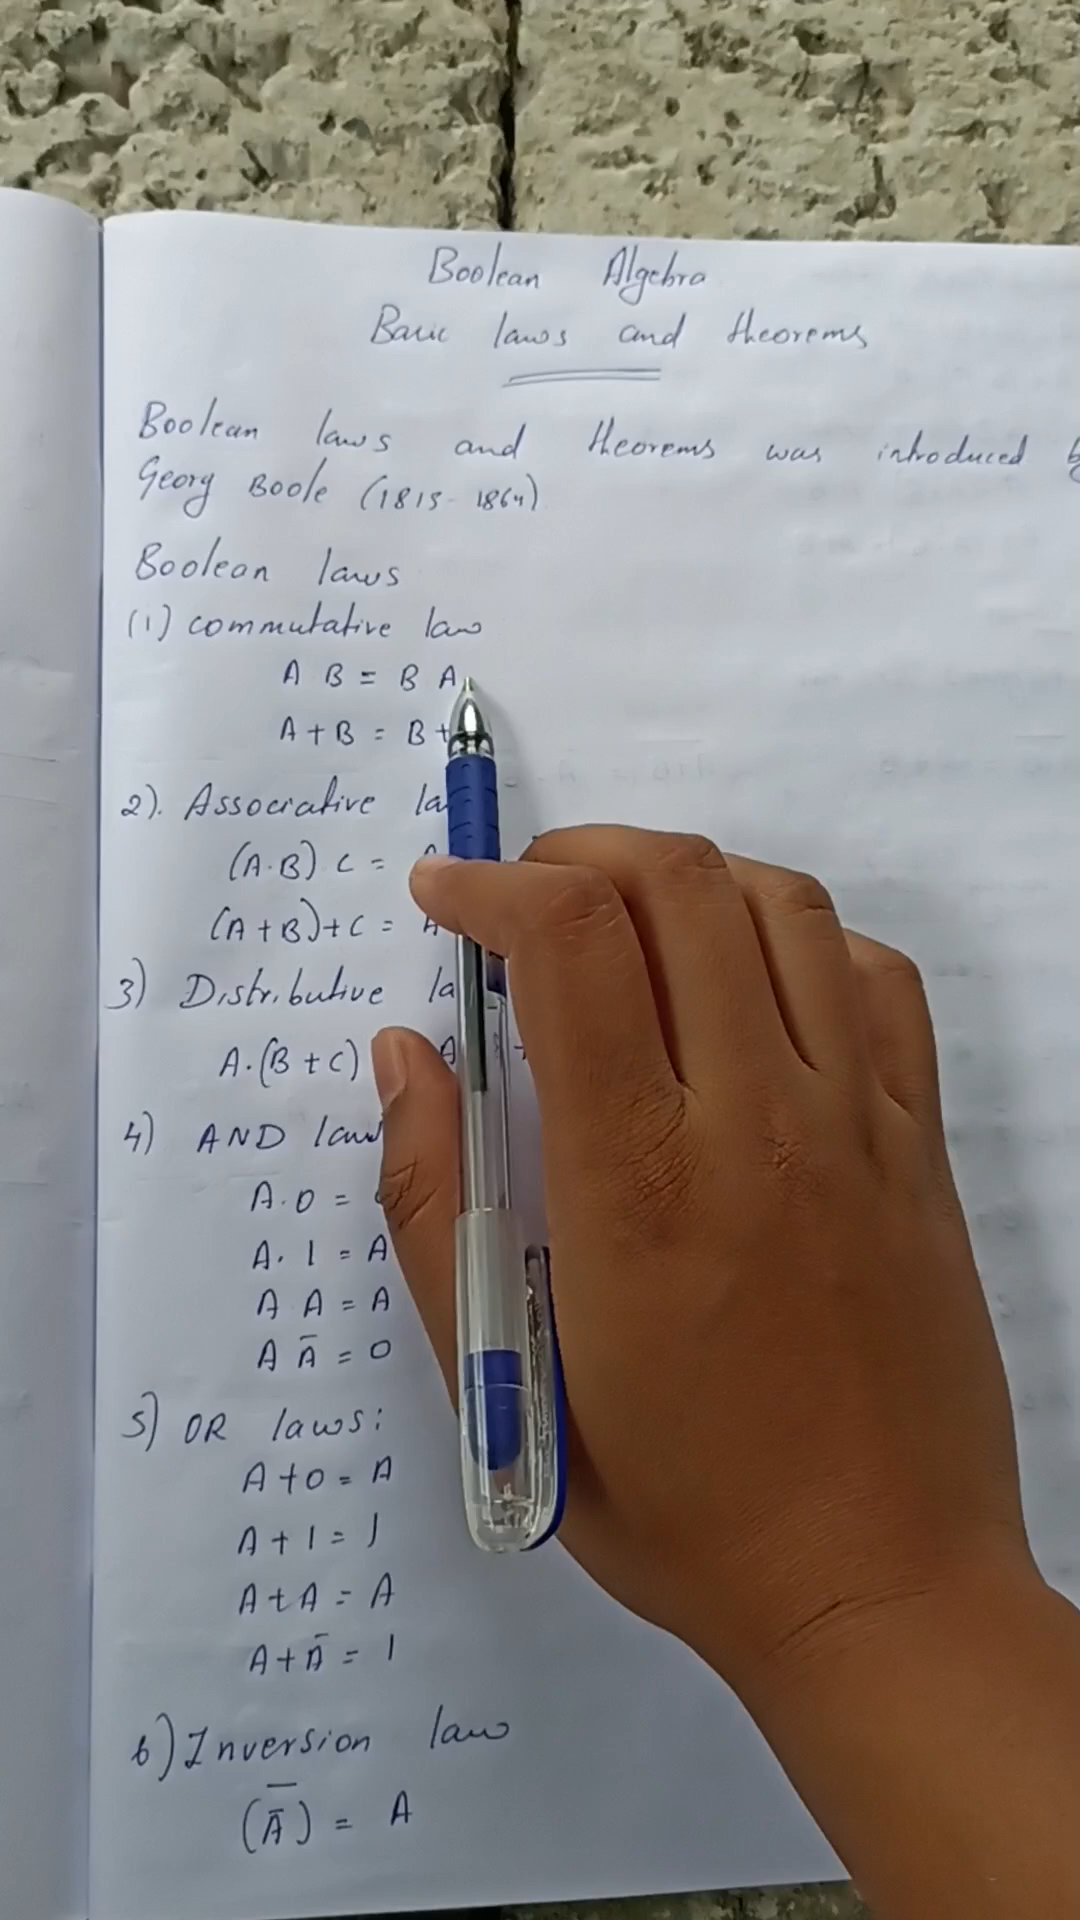 Boolean Algebra
Basic laws and theorems
Boolean laws and theorems was introduced
Georg Boole (1815-1864)
Boolean laws
(1) commutative law
A B = B A
A + B = B +
2). Associative
(A.B) C =
(A + B) + C = A
3) Distributive
A.(B + C) A
4) AND law
A.0 =
A. 1 = A
A A = A
A Ā = 0
5) OR laws:
A + 0 = A
A + 1 = 1
A + A = A
A + Ā = 1
6) Inversion law
(A̿) = A